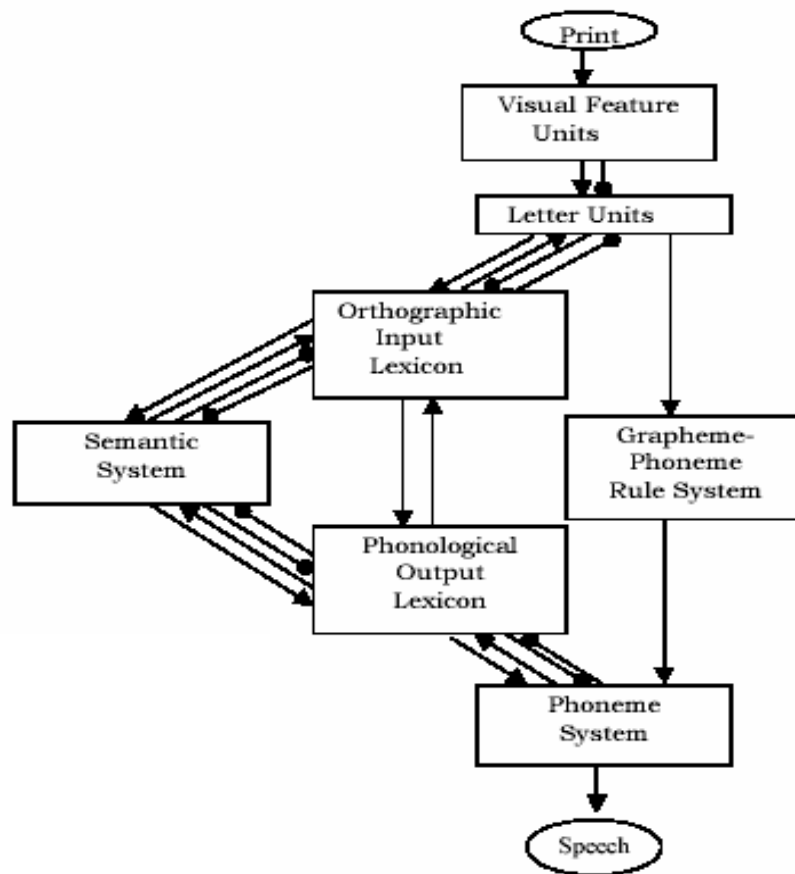 Print
Visual Feature
Units
Letter Units
Orthographic
Input
Lexicon
Semantic
System
Grapheme-
Phoneme
Rule System
Phonological
Output
Lexicon
Phoneme
System
Speech